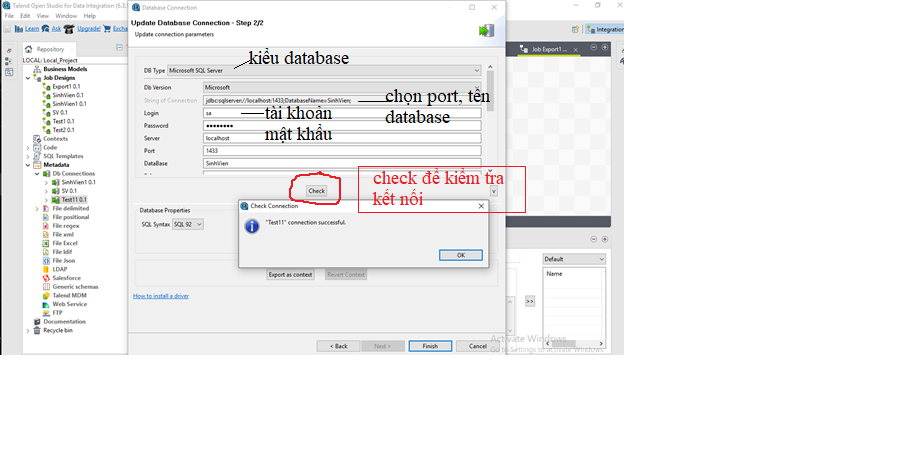 Talend Open Studio for Data Integration (6.3.
File Edit View Window Help
Learn Ask Upgrade! Excha
Integration
Repository
LOCAL: Local_Project
Business Models
Job Designs
Export1 0.1
SinhVien 0.1
SinhVien1 0.1
SV 0.1
Test1 0.1
Test2 0.1
Contexts
Code
SQL Templates
Metadata
Db Connections
SinhVien1 0.1
SV 0.1
Test11 0.1
File delimited
File positional
File regex
File xml
File Excel
File ldif
File Json
LDAP
Salesforce
Generic schemas
Talend MDM
Web Service
FTP
Documentation
Recycle bin
Database Connection
Update Database Connection - Step 2/2
Update connection parameters
kiểu database
DB Type Microsoft SQL Server
Db Version Microsoft
String of Connection jdbc:sqlserver://localhost:1433;DatabaseName=SinhVien;
chọn port, tền
database
Login sa
tài khoản
Password ********
mật khẩu
Server localhost
Port 1433
DataBase SinhVien
Check
check để kiểm tra
kết nối
Database Properties
SQL Syntax SQL 92
Check Connection
"Test11" connection successful.
OK
Export as context Revert Context
How to install a driver
< Back Next > Finish Cancel
Job Export1 ...
Default
Name
>>
Activate Windows
Go to Settings to activate Windows.